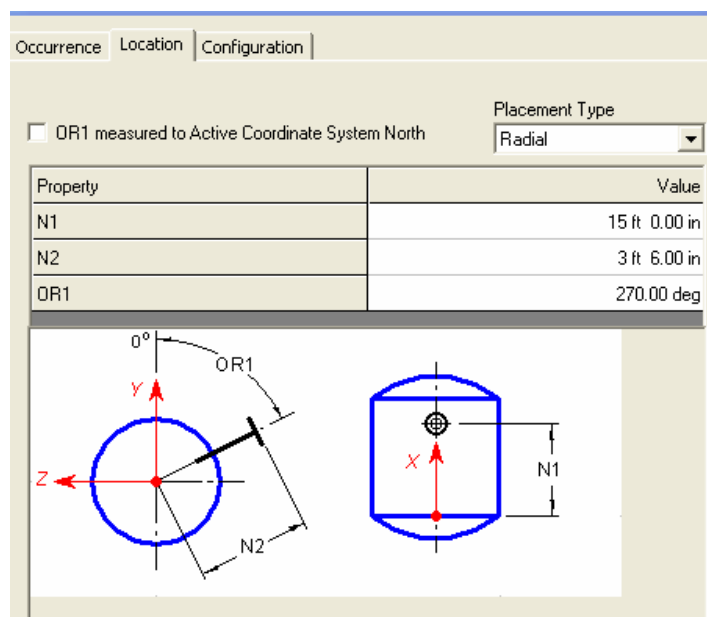 Occurrence Location Configuration
Placement Type
OR1 measured to Active Coordinate System North Radial
Property Value
N1 15 ft 0.00 in
N2 3 ft 6.00 in
OR1 270.00 deg
0° OR1
Y
X
Z N1
N2